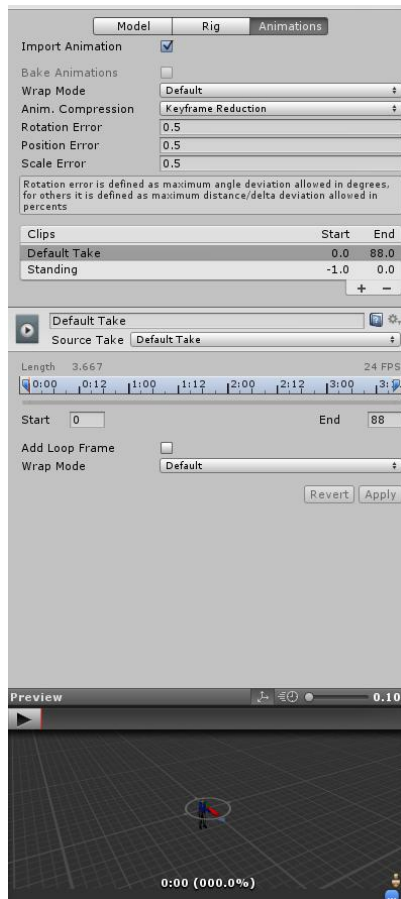 Model Rig Animations
Import Animation
Bake Animations
Wrap Mode Default
Anim. Compression Keyframe Reduction
Rotation Error 0.5
Position Error 0.5
Scale Error 0.5
Rotation error is defined as maximum angle deviation allowed in degrees,
for others it is defined as maximum distance/delta deviation allowed in
percents
Clips Start End
Default Take 0.0 88.0
Standing -1.0 0.0
+ −
Default Take
Source Take Default Take
Length 3.667 24 FPS
0:00 0:12 1:00 1:12 2:00 2:12 3:00 3:
Start 0 End 88
Add Loop Frame
Wrap Mode Default
Revert Apply
Preview 0.10
0:00 (000.0%)